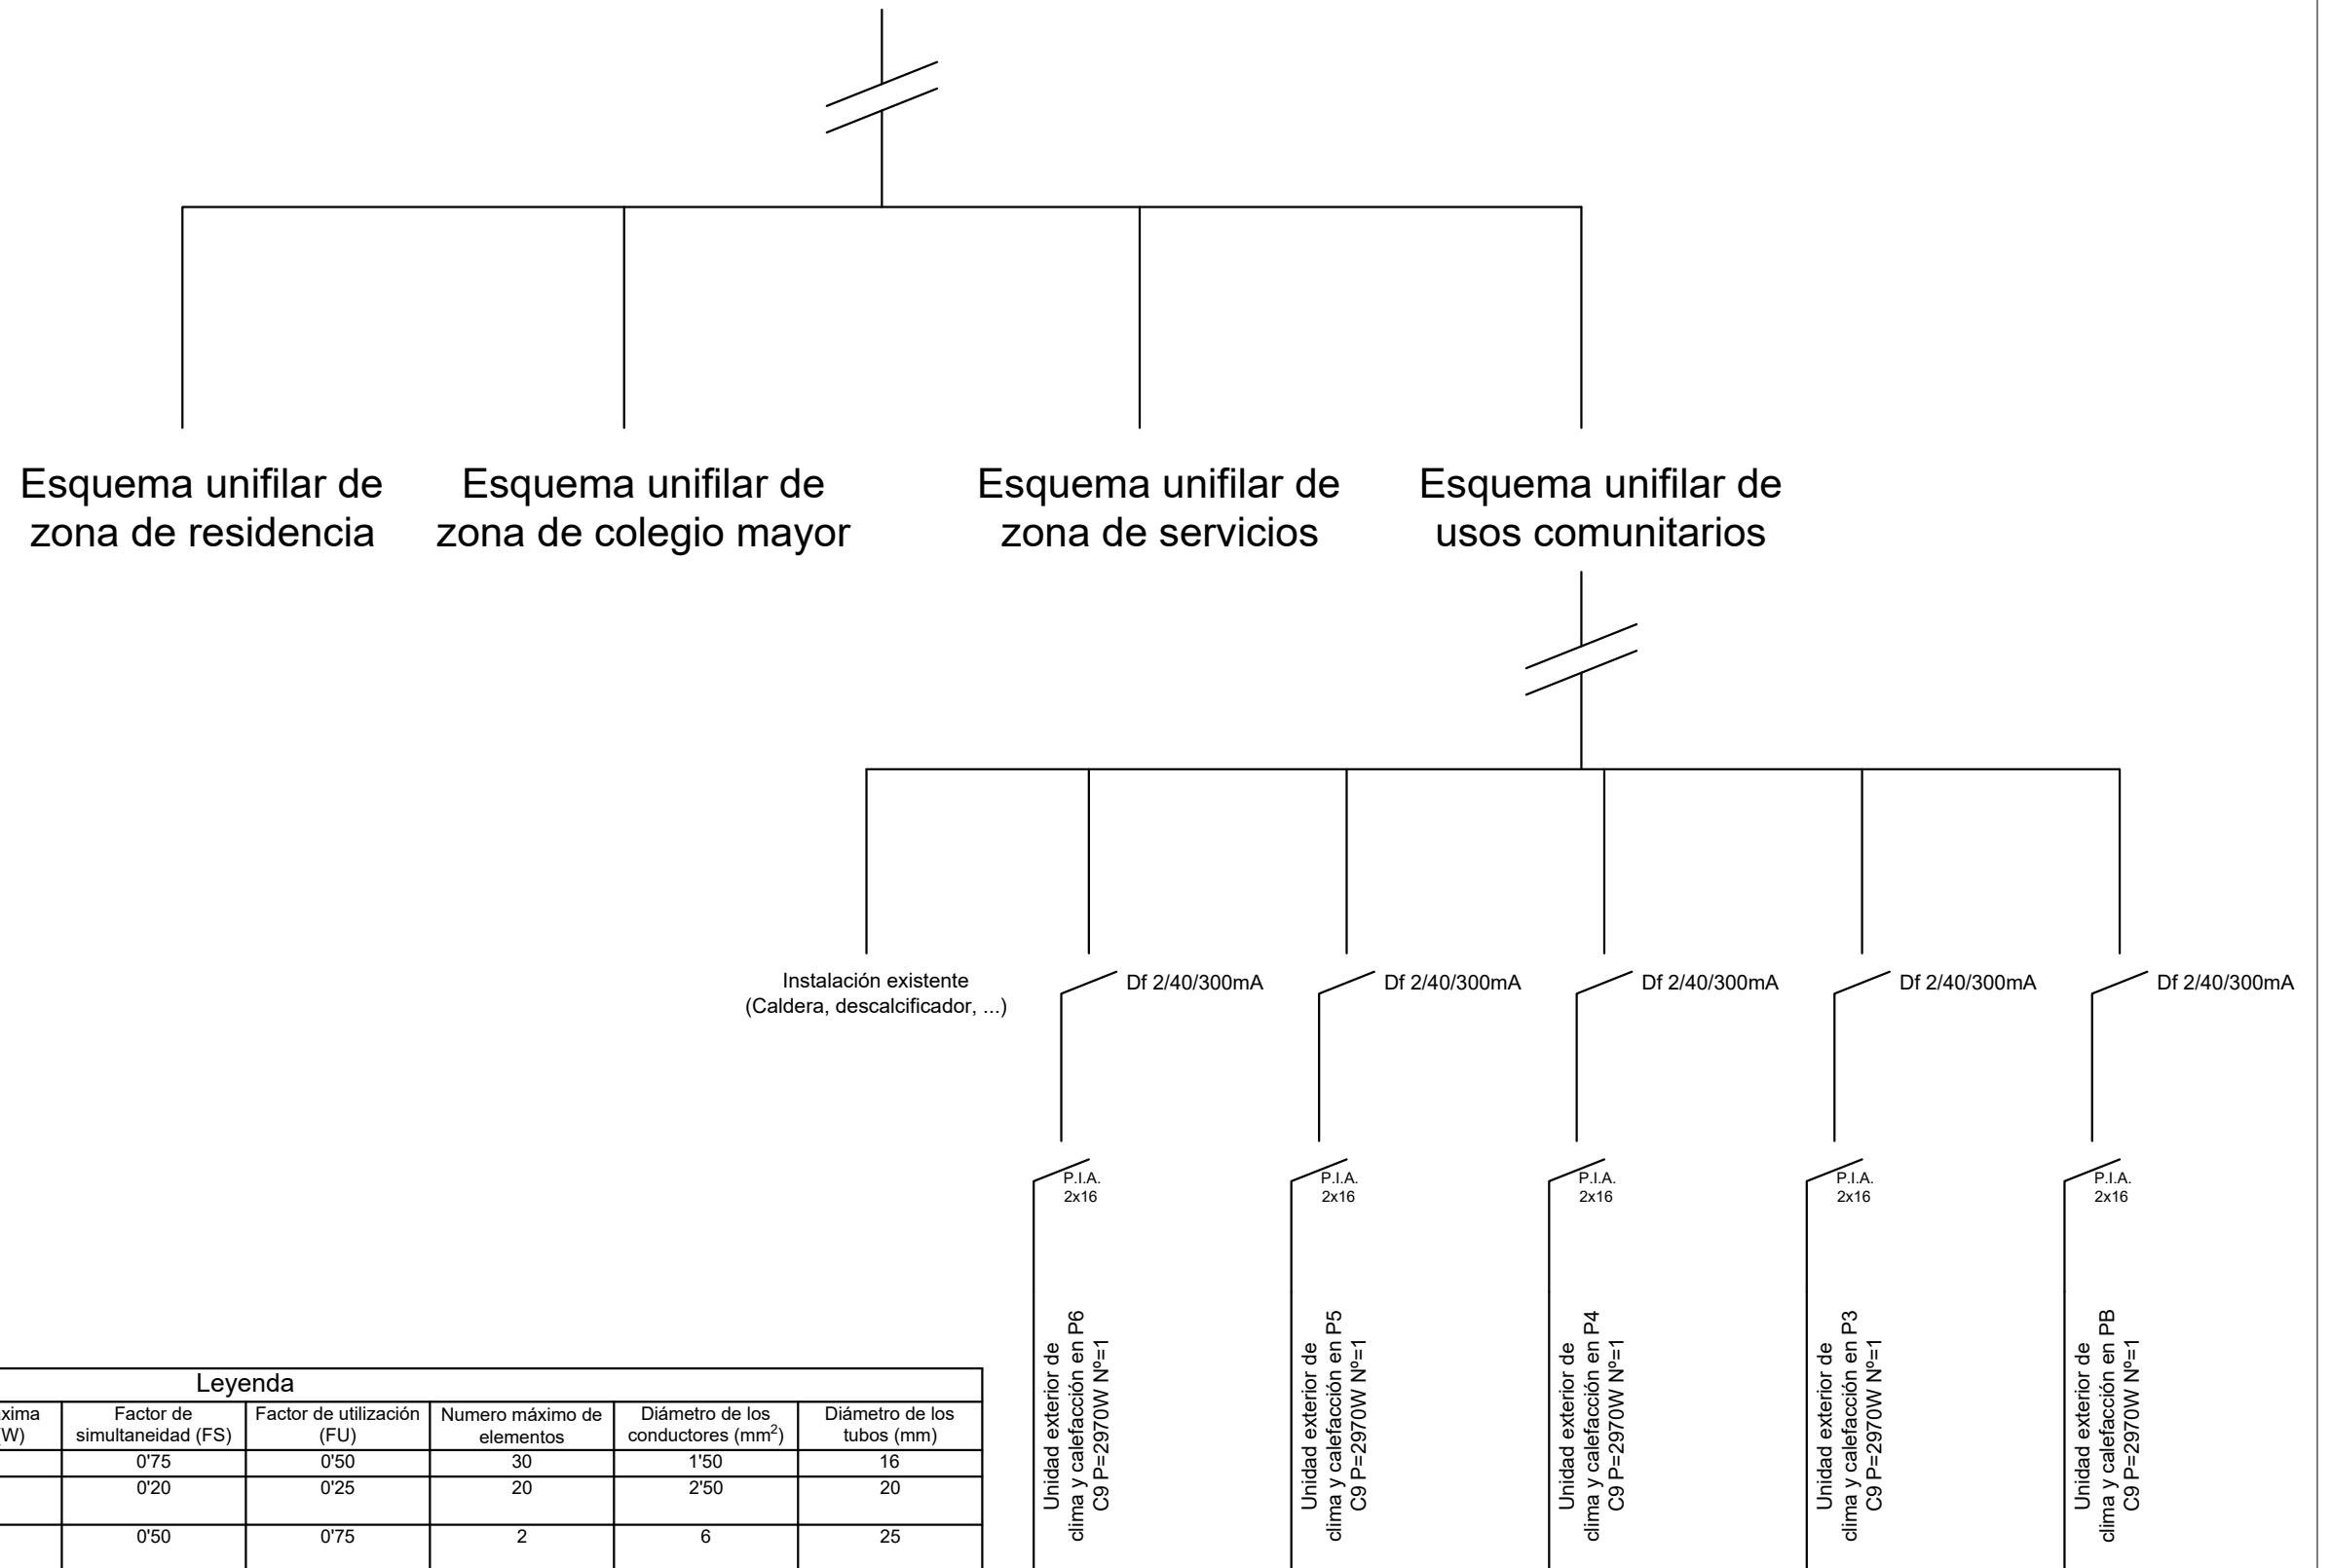 Esquema unifilar de
zona de residencia
Esquema unifilar de
zona de colegio mayor
Esquema unifilar de
zona de servicios
Esquema unifilar de
usos comunitarios
Instalación existente
(Caldera, descalcificador, ...)
Df 2/40/300mA
Df 2/40/300mA
Df 2/40/300mA
Df 2/40/300mA
Df 2/40/300mA
P.I.A.
2x16
P.I.A.
2x16
P.I.A.
2x16
P.I.A.
2x16
P.I.A.
2x16
Unidad exterior de
clima y calefacción en P6
C9 P=2970W Nº=1
Unidad exterior de
clima y calefacción en P5
C9 P=2970W Nº=1
Unidad exterior de
clima y calefacción en P4
C9 P=2970W Nº=1
Unidad exterior de
clima y calefacción en P3
C9 P=2970W Nº=1
Unidad exterior de
clima y calefacción en PB
C9 P=2970W Nº=1
Leyenda
xima
W)
Factor de
simultaneidad (FS)
Factor de utilización
(FU)
Numero máximo de
elementos
Diámetro de los
conductores (mm²)
Diámetro de los
tubos (mm)
0'75 0'50 30 1'50 16
0'20 0'25 20 2'50 20
0'50 0'75 2 6 25